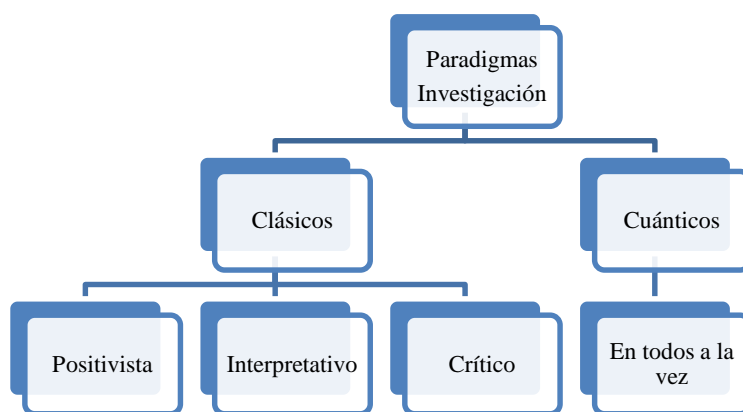 Paradigmas
Investigación
Clásicos
Cuánticos
Positivista
Interpretativo
Crítico
En todos a la
vez